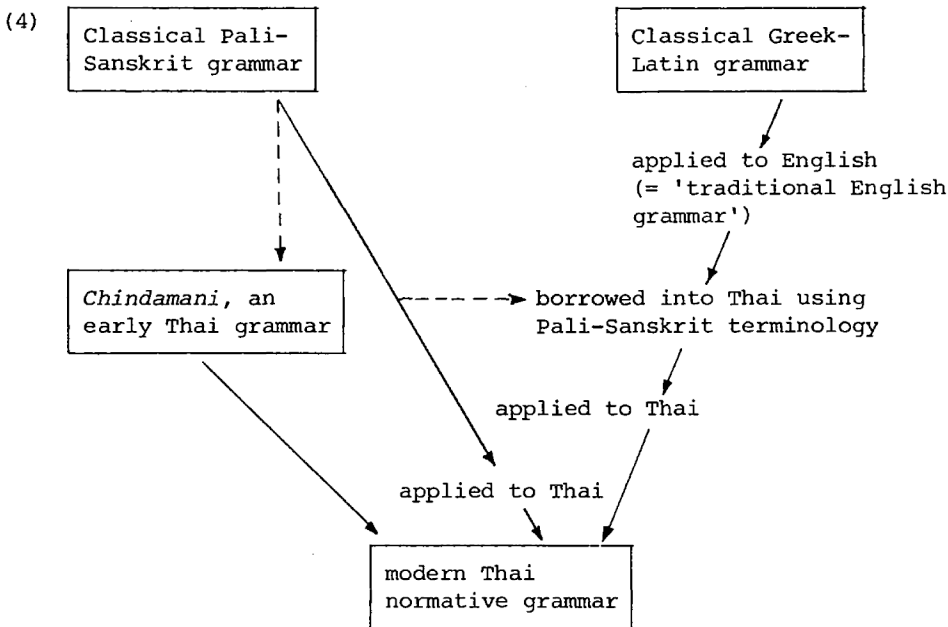 (4)
Classical Pali-
Sanskrit grammar
Classical Greek-
Latin grammar
applied to English
(= 'traditional English
grammar')
Chindamani, an
early Thai grammar
borrowed into Thai using
Pali-Sanskrit terminology
applied to Thai
applied to Thai
modern Thai
normative grammar